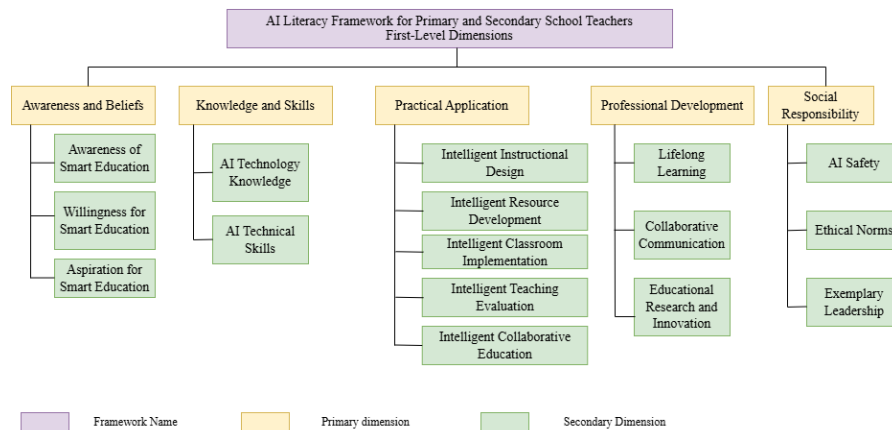 AI Literacy Framework for Primary and Secondary School Teachers
First-Level Dimensions
Awareness and Beliefs
Knowledge and Skills
Practical Application
Professional Development
Social
Responsibility
Awareness of
Smart Education
Willingness for
Smart Education
Aspiration for
Smart Education
AI Technology
Knowledge
AI Technical
Skills
Intelligent Instructional
Design
Intelligent Resource
Development
Intelligent Classroom
Implementation
Intelligent Teaching
Evaluation
Intelligent Collaborative
Education
Lifelong
Learning
Collaborative
Communication
Educational
Research and
Innovation
AI Safety
Ethical Norms
Exemplary
Leadership
Framework Name
Primary dimension
Secondary Dimension